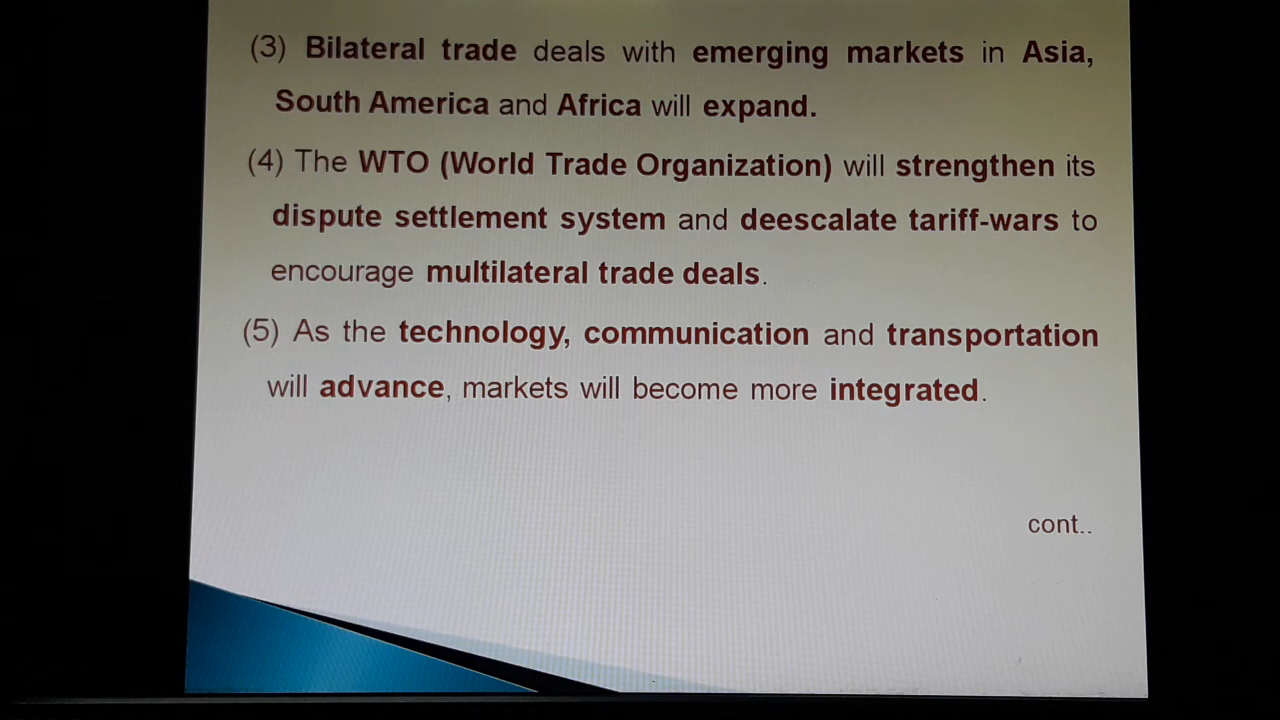 (3) Bilateral trade deals with emerging markets in Asia,
South America and Africa will expand.
(4) The WTO (World Trade Organization) will strengthen its
dispute settlement system and deescalate tariff-wars to
encourage multilateral trade deals.
(5) As the technology, communication and transportation
will advance, markets will become more integrated.
cont..